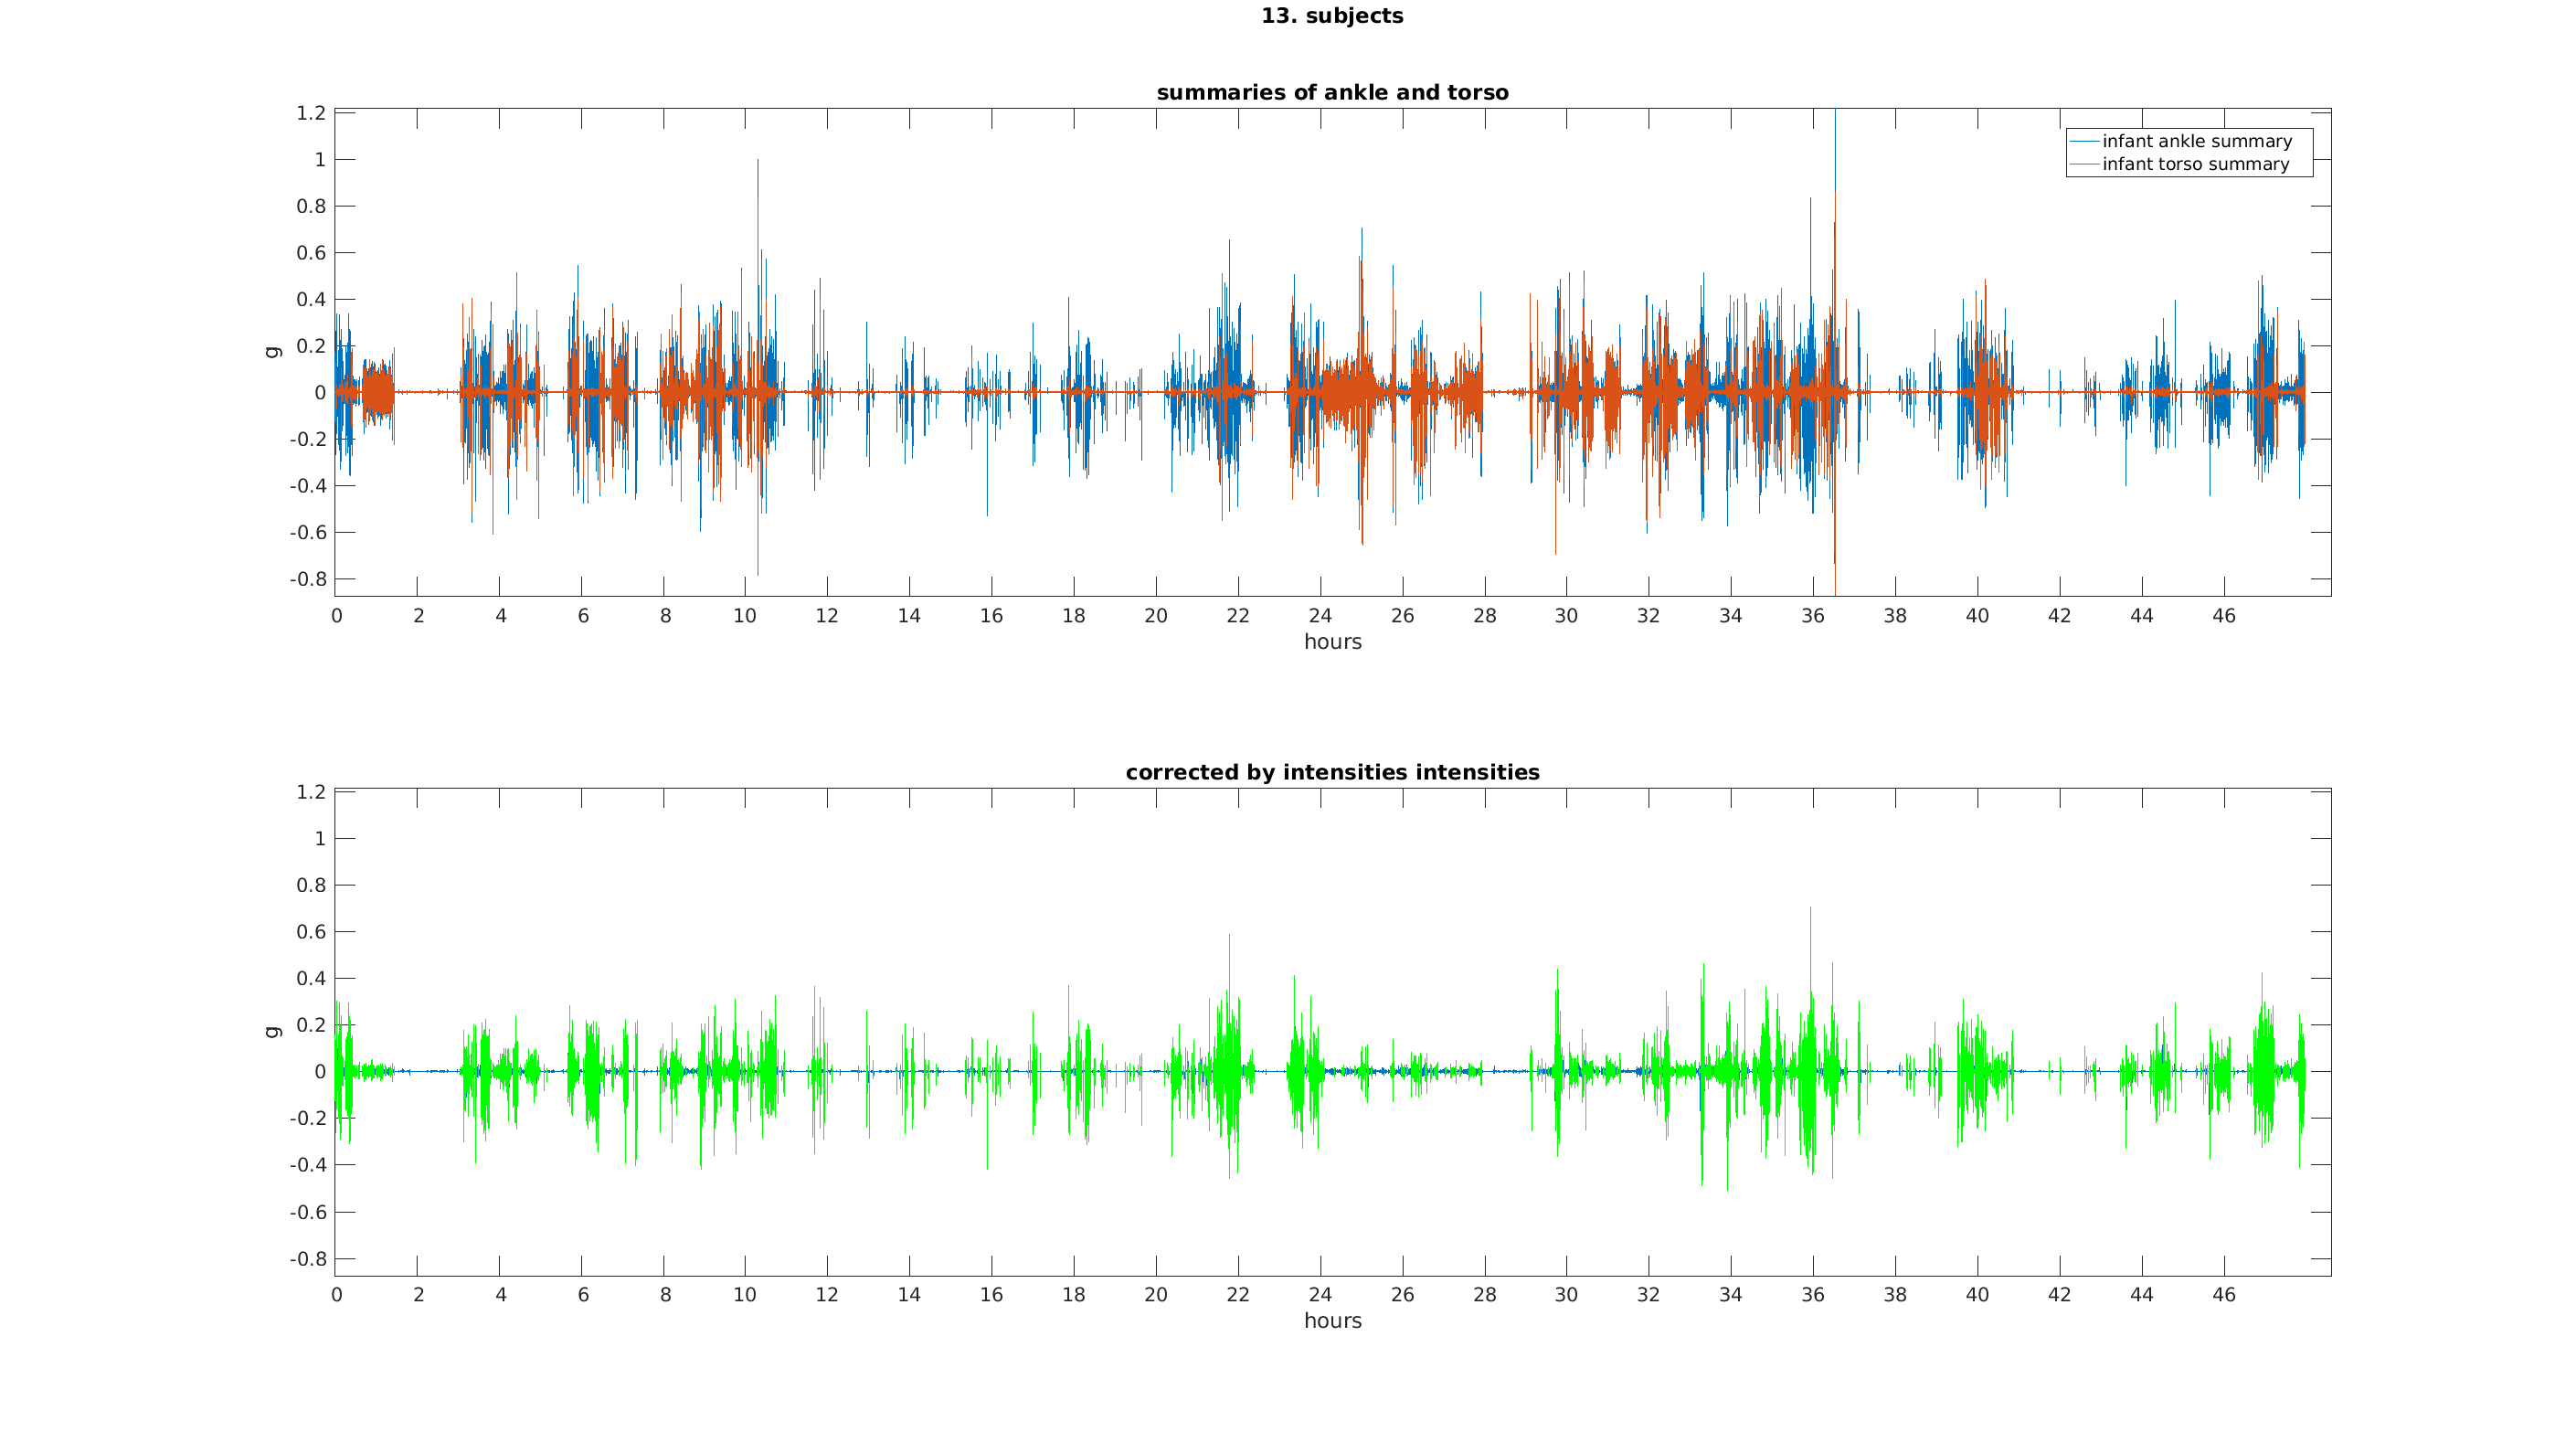 13. subjects
summaries of ankle and torso
1.2
1
0.8
0.6
0.4
0.2
0
-0.2
-0.4
-0.6
-0.8
g
infant ankle summary
infant torso summary
0 2 4 6 8 10 12 14 16 18 20 22 24 26 28 30 32 34 36 38 40 42 44 46
hours
corrected by intensities intensities
1.2
1
0.8
0.6
0.4
0.2
0
-0.2
-0.4
-0.6
-0.8
g
0 2 4 6 8 10 12 14 16 18 20 22 24 26 28 30 32 34 36 38 40 42 44 46
hours